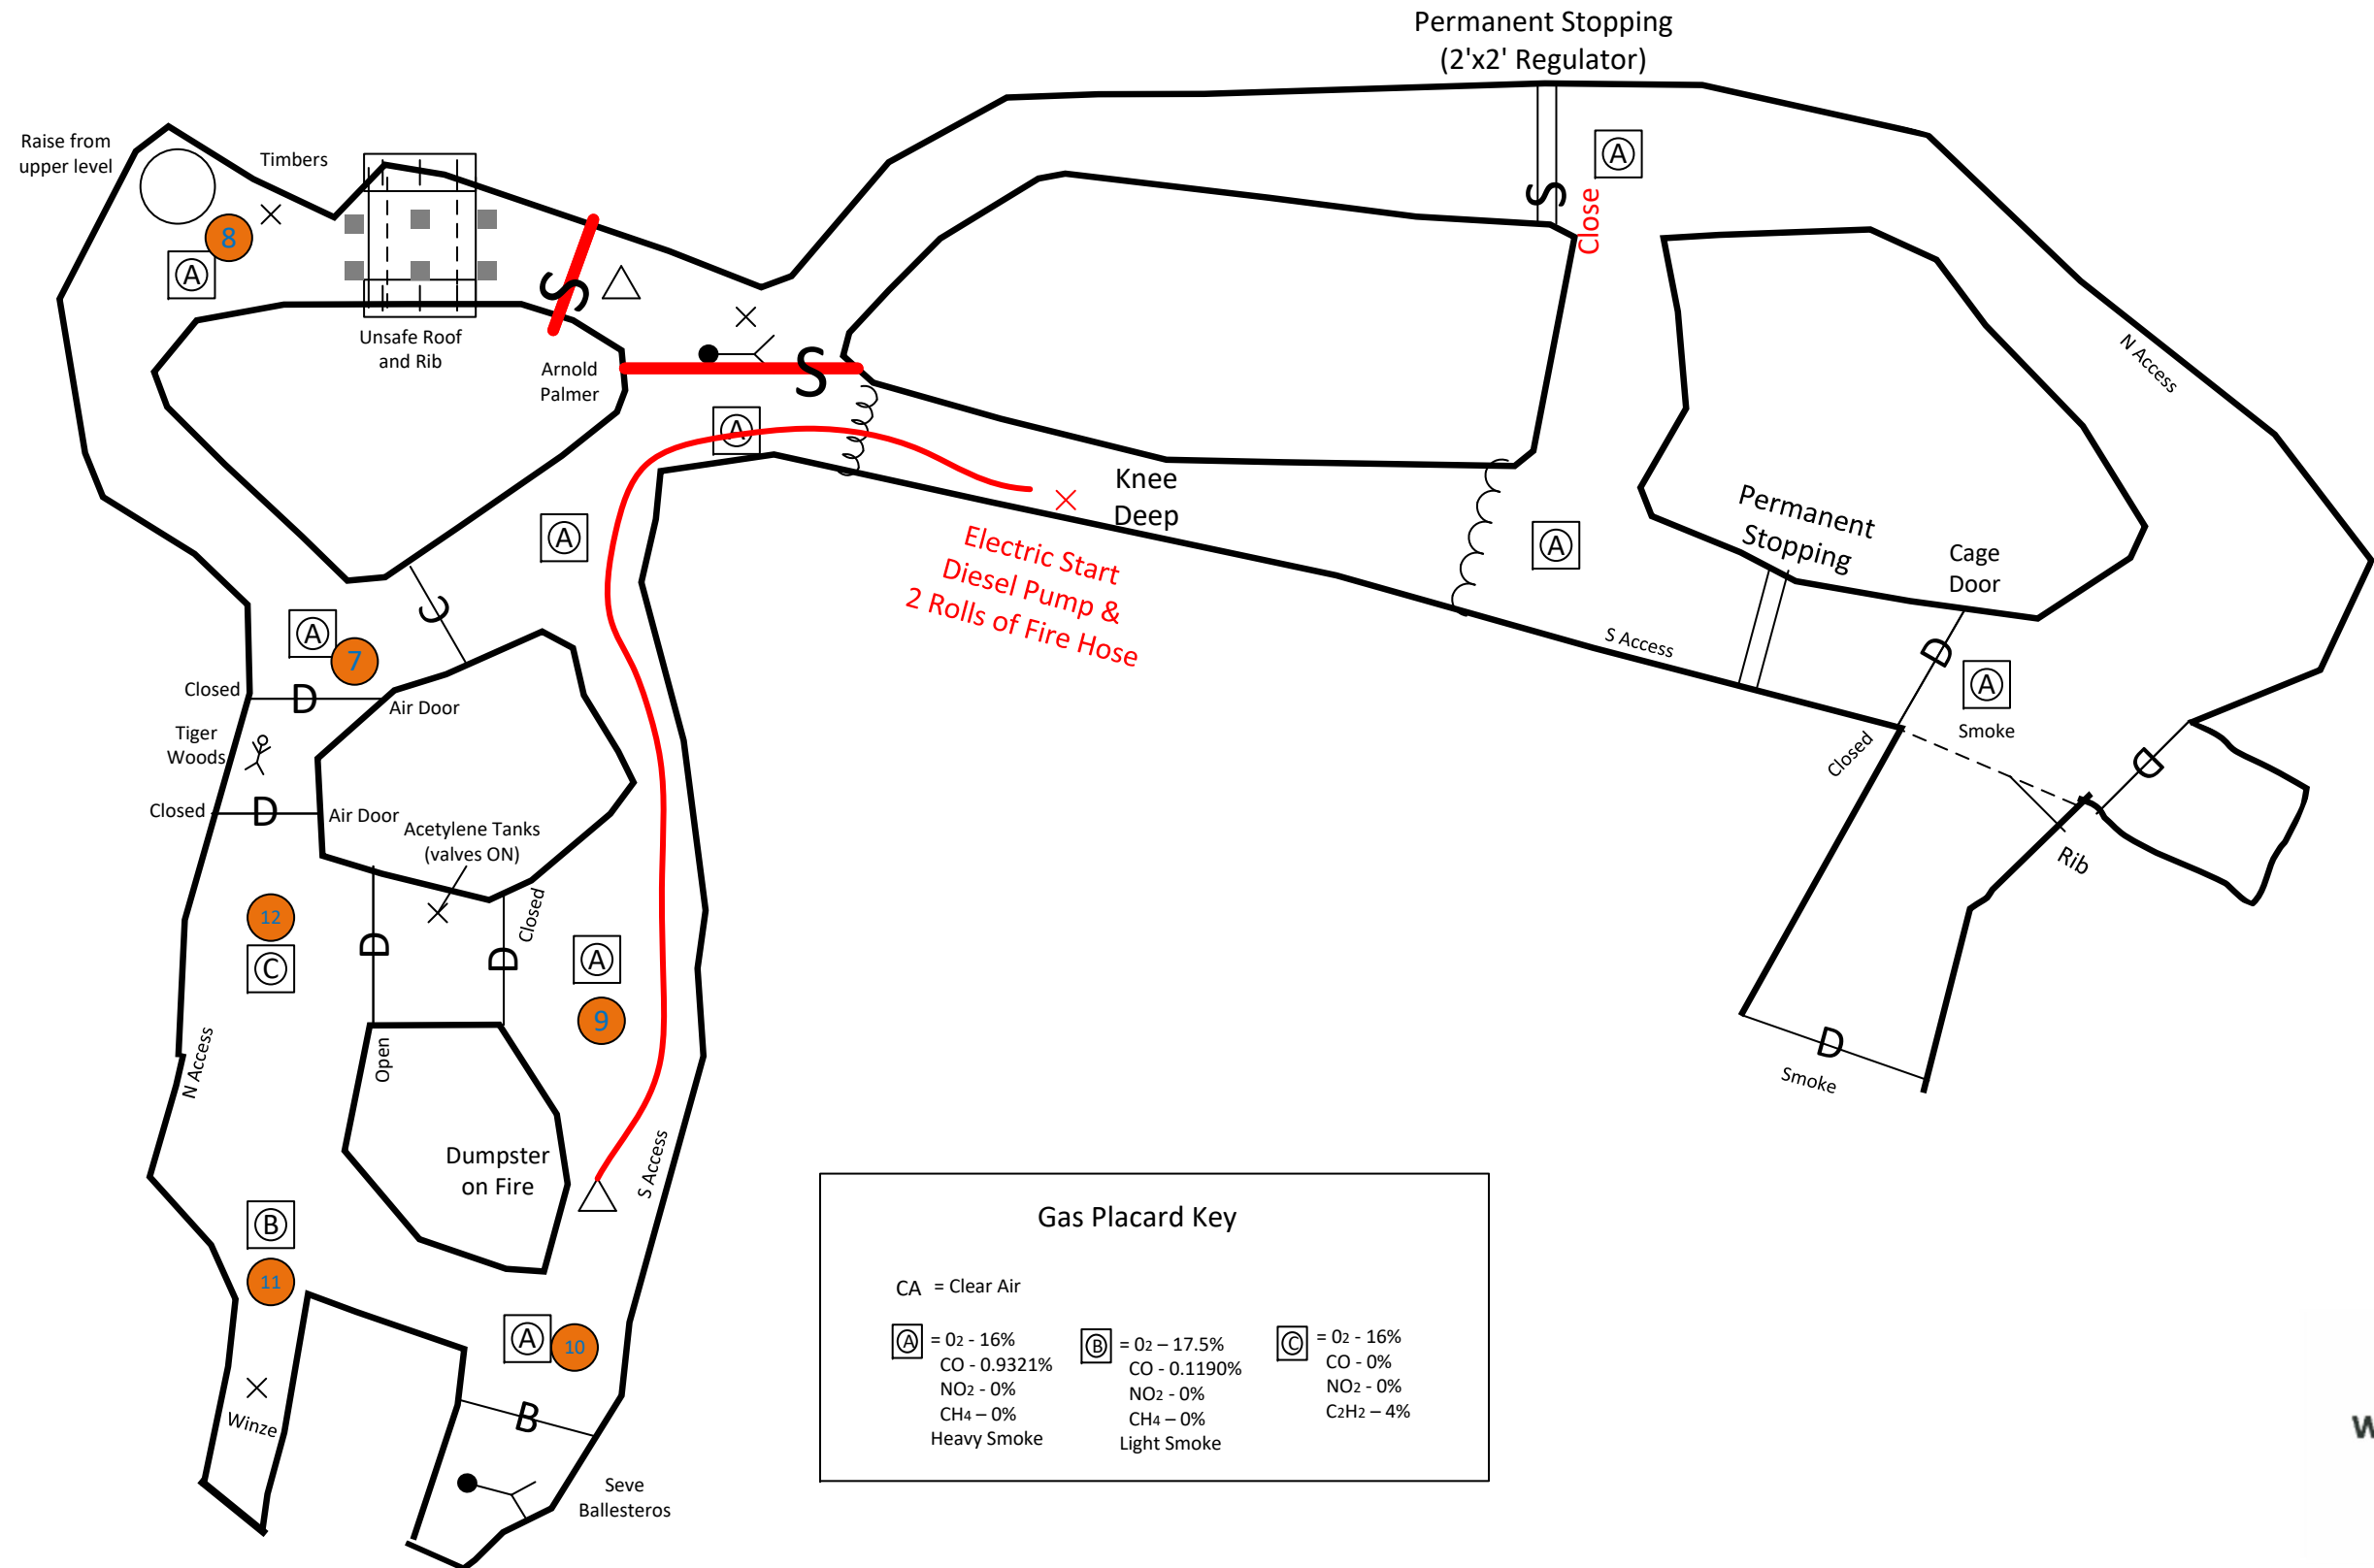 Permanent Stopping
(2'x2' Regulator)
Raise from
upper level
Timbers
8
A
Unsafe Roof
and Rib
S
Arnold
Palmer
S
A
S
Close
A
N Access
Knee
Deep
Electric Start
Diesel Pump &
2 Rolls of Fire Hose
A
A
Permanent
Stopping
Cage
Door
S Access
D
A
Smoke
Closed
D
Rib
D
Smoke
C
A
7
Closed
D
Air Door
Tiger
Woods
Closed
D
Air Door
Acetylene Tanks
(valves ON)
Closed
12
C
D
D
A
9
Open
N Access
Dumpster
on Fire
S Access
B
11
A
10
Winze
B
Seve
Ballesteros
Gas Placard Key
CA = Clear Air
A = 02 - 16%
CO - 0.9321%
NO2 - 0%
CH4 – 0%
Heavy Smoke
B = 02 – 17.5%
CO - 0.1190%
NO2 - 0%
CH4 – 0%
Light Smoke
C = 02 - 16%
CO - 0%
NO2 - 0%
C2H2 – 4%